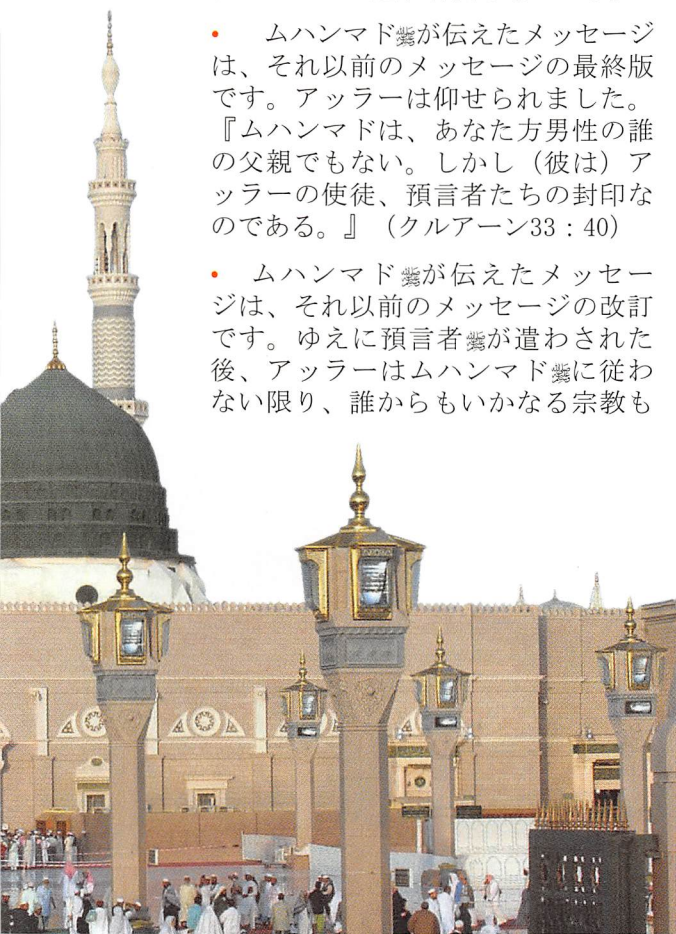 • ムハンマドﷺが伝えたメッセージ
は、それ以前のメッセージの最終版
です。アッラーは仰せられました。
『ムハンマドは、あなた方男性の誰
の父親でもない。しかし（彼は）ア
ッラーの使徒、預言者たちの封印な
のである。』（クルアーン33：40）
• ムハンマドﷺが伝えたメッセー
ジは、それ以前のメッセージの改訂
です。ゆえに預言者ﷺが遣わされた
後、アッラーはムハンマドﷺに従わ
ない限り、誰からもいかなる宗教も